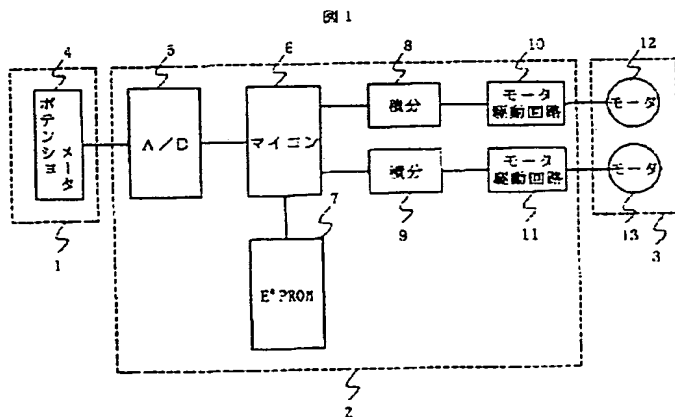 図1
4
5
6
8
10
12
ポテンショ
メータ
A/D
マイコン
積分
モータ
駆動回路
モータ
積分
モータ
駆動回路
モータ
7
9
11
13
3
1
E²PROM
2